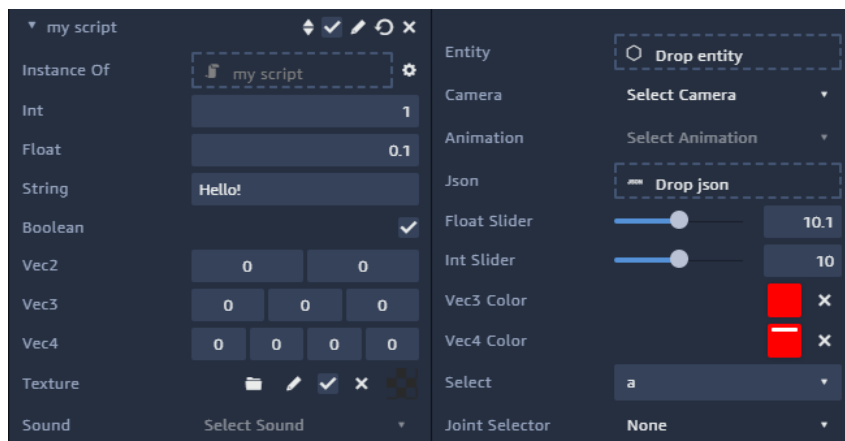 my script
Instance Of my script
Int 1
Float 0.1
String Hello!
Boolean
Vec2 0 0
Vec3 0 0 0
Vec4 0 0 0 0
Texture
Sound Select Sound
Entity Drop entity
Camera Select Camera
Animation Select Animation
Json JSON Drop json
Float Slider 10.1
Int Slider 10
Vec3 Color
Vec4 Color
Select a
Joint Selector None